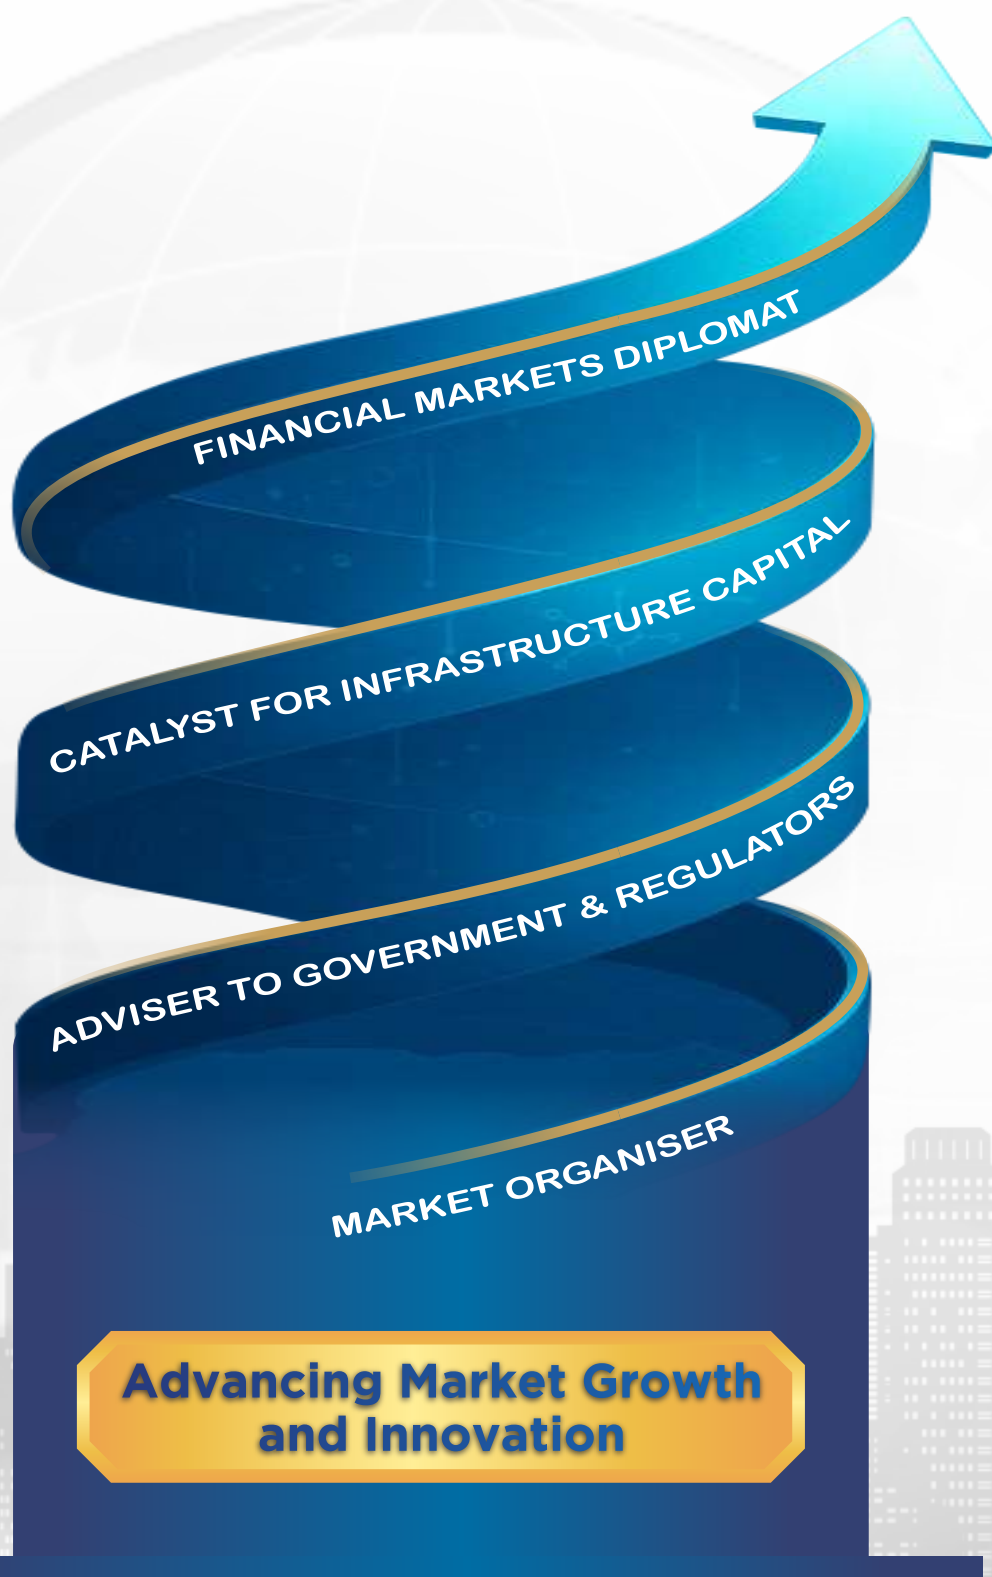 FINANCIAL MARKETS DIPLOMAT
CATALYST FOR INFRASTRUCTURE CAPITAL
ADVISER TO GOVERNMENT & REGULATORS
MARKET ORGANISER
Advancing Market Growth
and Innovation